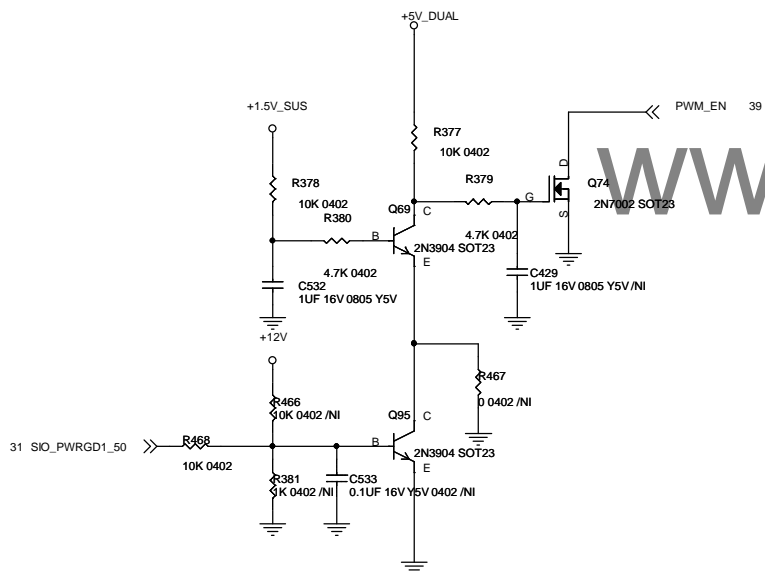 +5V_DUAL
+1.5V_SUS
PWM_EN 39
R377
10K 0402
R378
10K 0402
R379
4.7K 0402
R380
4.7K 0402
Q69
C
B
E
2N3904 SOT23
D
G
S
Q74
2N7002 SOT23
WW
C532
1UF 16V 0805 Y5V
C429
1UF 16V 0805 Y5V /NI
+12V
R466
10K 0402 /NI
R467
0 0402 /NI
Q95
C
B
E
2N3904 SOT23
31 SIO_PWRGD1_50
R468
10K 0402
R381
1K 0402 /NI
C533
0.1UF 16V Y5V 0402 /NI